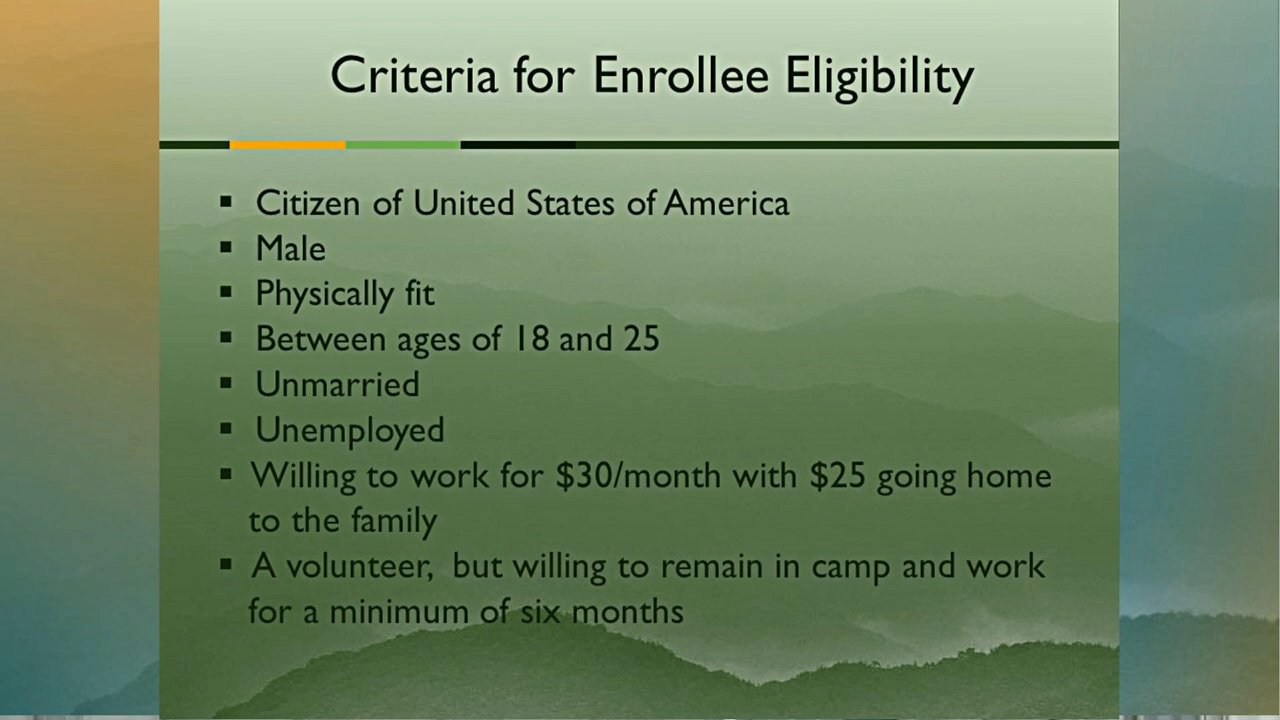 Criteria for Enrollee Eligibility
▪ Citizen of United States of America
▪ Male
▪ Physically fit
▪ Between ages of 18 and 25
▪ Unmarried
▪ Unemployed
▪ Willing to work for $30/month with $25 going home
to the family
▪ A volunteer, but willing to remain in camp and work
for a minimum of six months